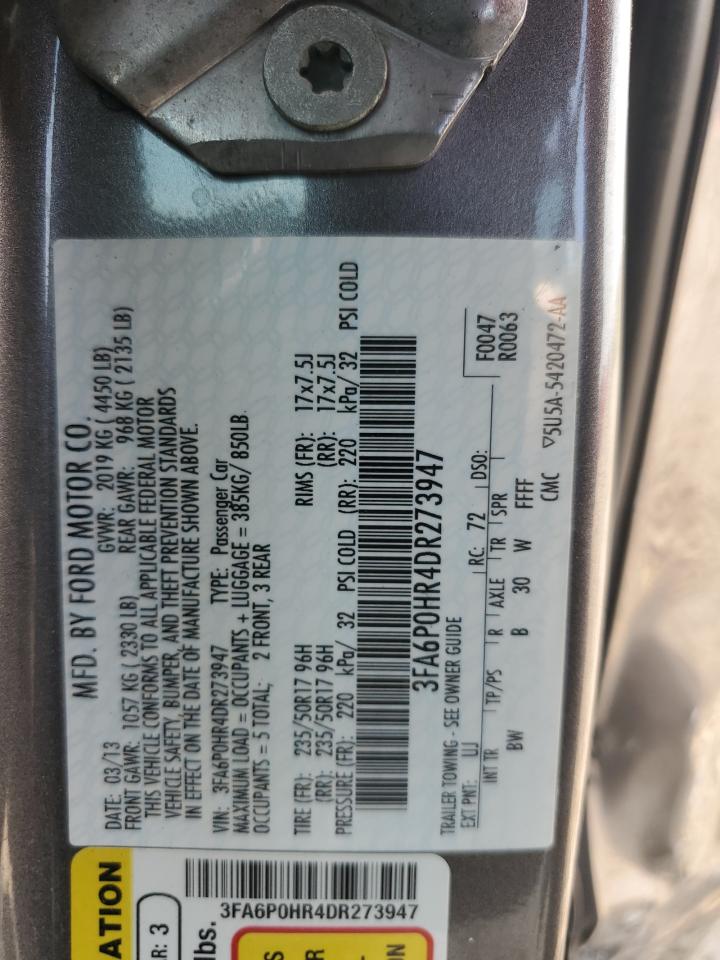 MFD. BY FORD MOTOR CO.
DATE: 03/13 GVWR: 2019 KG ( 4450 LB)
FRONT GAWR: 1057 KG ( 2330 LB) REAR GAWR: 968 KG ( 2135 LB)
THIS VEHICLE CONFORMS TO ALL APPLICABLE FEDERAL MOTOR
VEHICLE SAFETY, BUMPER, AND THEFT PREVENTION STANDARDS
IN EFFECT ON THE DATE OF MANUFACTURE SHOWN ABOVE.
VIN: 3FA6P0HR4DR273947 TYPE: Passenger Car
MAXIMUM LOAD = OCCUPANTS + LUGGAGE = 385KG/ 850LB
OCCUPANTS = 5 TOTAL: 2 FRONT, 3 REAR
TIRE (FR): 235/50R17 96H RIMS (FR): 17x7.5J
(RR): 235/50R17 96H (RR): 17x7.5J
PRESSURE (FR): 220 kPa/ 32 PSI COLD (RR): 220 kPa/ 32 PSI COLD
3FA6P0HR4DR273947
TRAILER TOWING - SEE OWNER GUIDE
F0047
EXT PNT: UJ RC: 72 DSO: R0063
INT TR TP/PS R AXLE TR SPR
BW B 30 W FFF
CMC ▽5U5A-5420472-AA
ATION
R: 3
3FA6P0HR4DR273947
lbs.
S
R
ON